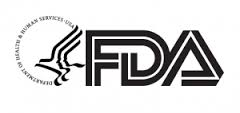 DEPARTMENT OF HEALTH & HUMAN SERVICES · USA
FDA